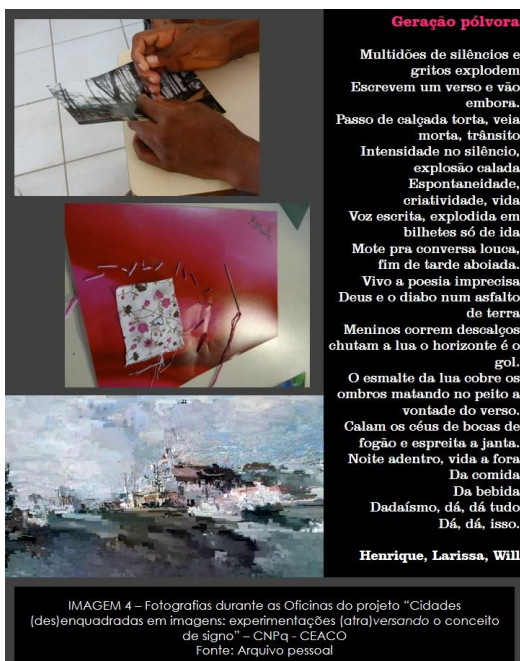 Geração pólvora
Multidões de silêncios e
gritos explodem
Escrevem um verso e vão
embora.
Passo de calçada torta, veia
morta, trânsito
Intensidade no silêncio,
explosão calada
Espontaneidade,
criatividade, vida
Voz escrita, explodida em
bilhetes só de ida
Mote pra conversa louca,
fim de tarde aboiada.
Vivo a poesia imprecisa
Deus e o diabo num asfalto
de terra
Meninos correm descalços
chutam a lua o horizonte é o
gol.
O esmalte da lua cobre os
ombros matando no peito a
vontade do verso.
Calam os céus de bocas de
fogão e espreita a janta.
Noite adentro, vida a fora
Da comida
Da bebida
Dadaísmo, dá, dá tudo
Dá, dá, isso.
Henrique, Larissa, Will
IMAGEM 4 – Fotografias durante as Oficinas do projeto “Cidades
(des)enquadradas em imagens: experimentações (atra)versando o conceito
de signo” – CNPq - CEACO
Fonte: Arquivo pessoal